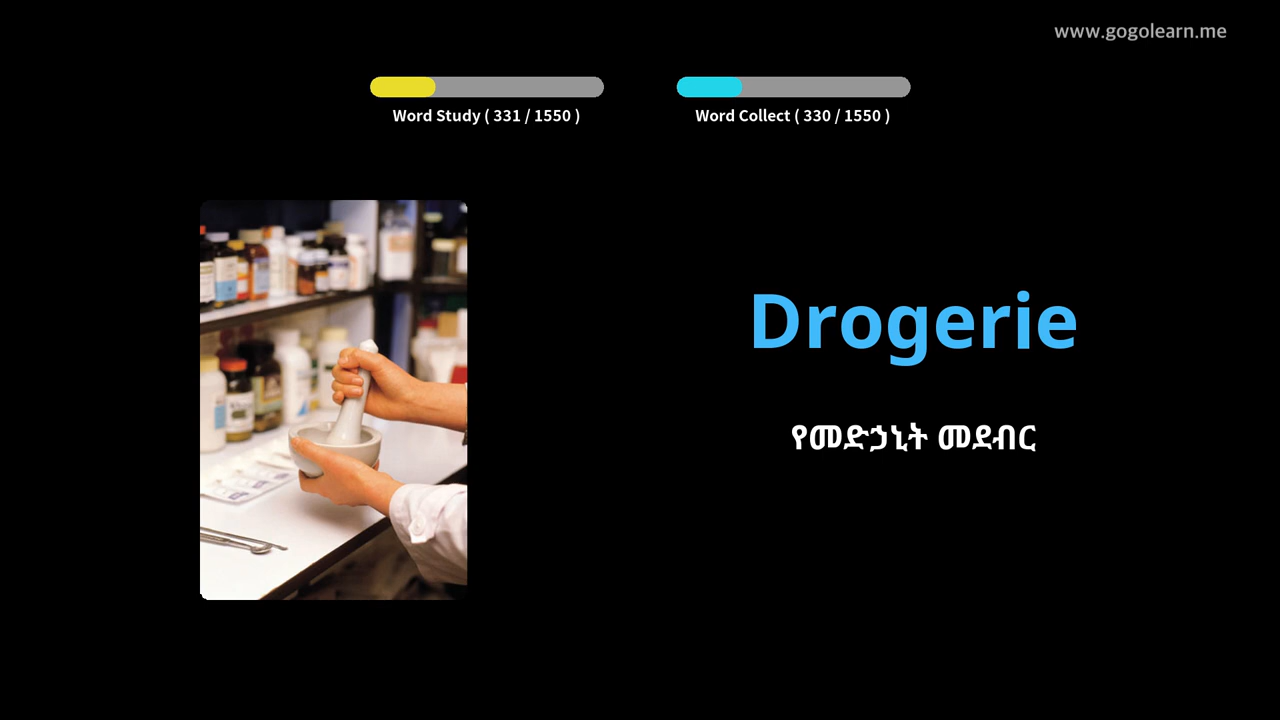 www.gogolearn.me
Word Study ( 331 / 1550 )
Word Collect ( 330 / 1550 )
Drogerie
የመድኃኒት መደብር